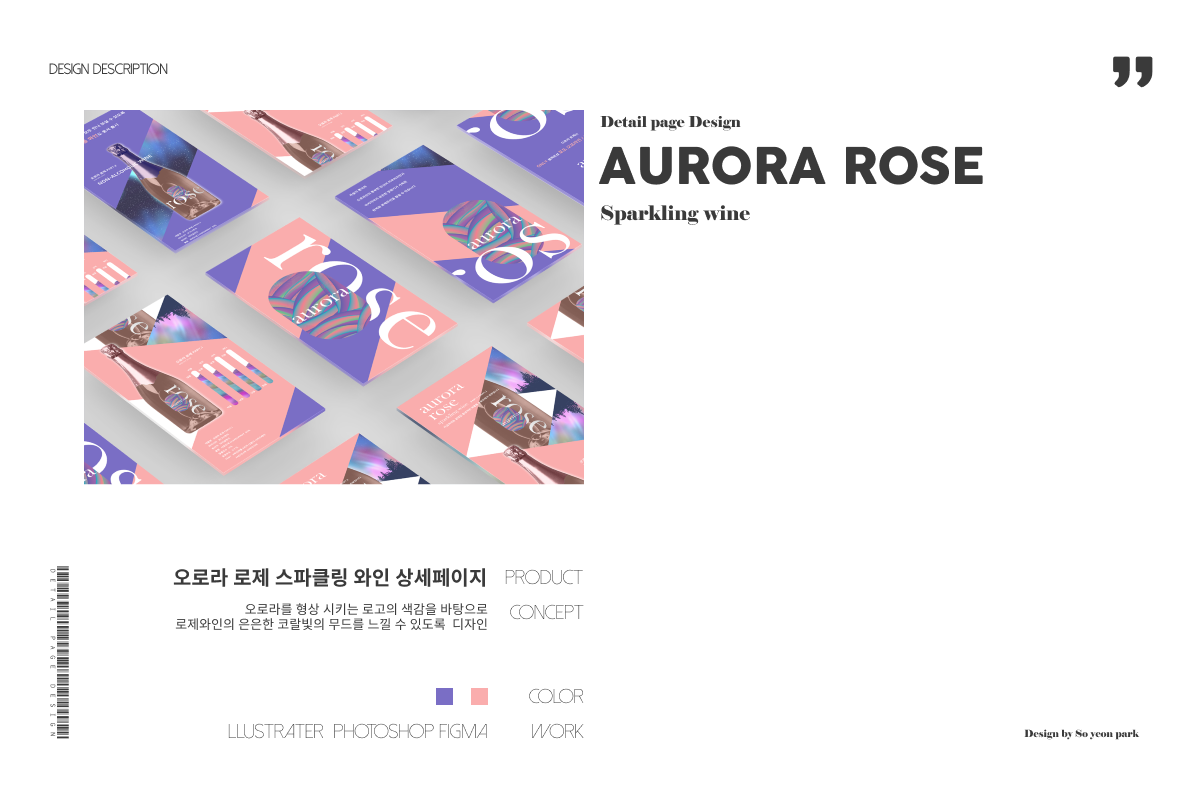 DESIGN DESCRIPTION
Detail page Design
AURORA ROSE
Sparkling wine
rose
aurora
aurora
rose
aurora
rose
오로라 로제 스파클링 와인 상세페이지 PRODUCT
오로라를 형상 시키는 로고의 색감을 바탕으로 CONCEPT
로제와인의 은은한 코랄빛의 무드를 느낄 수 있도록 디자인
COLOR
LLUSTRATER PHOTOSHOP FIGMA WORK
DETAIL PAGE DESIGN
Design by So yeon park